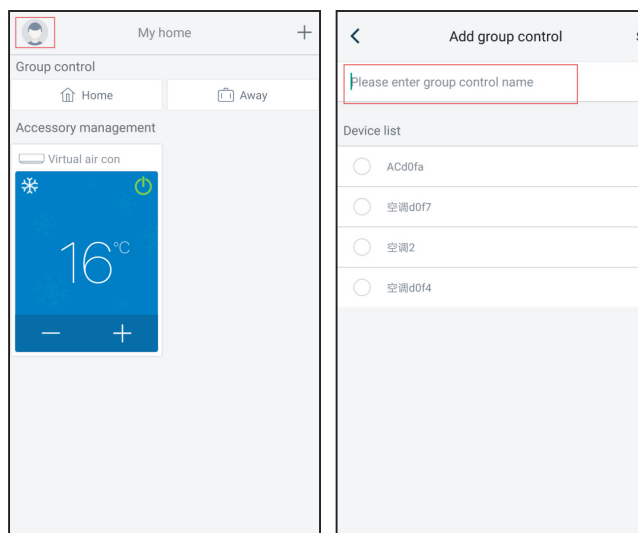 My home
Group control
Home
Away
Accessory management
Virtual air con
16°C
Add group control
Please enter group control name
Device list
ACd0fa
空调d0f7
空调2
空调d0f4